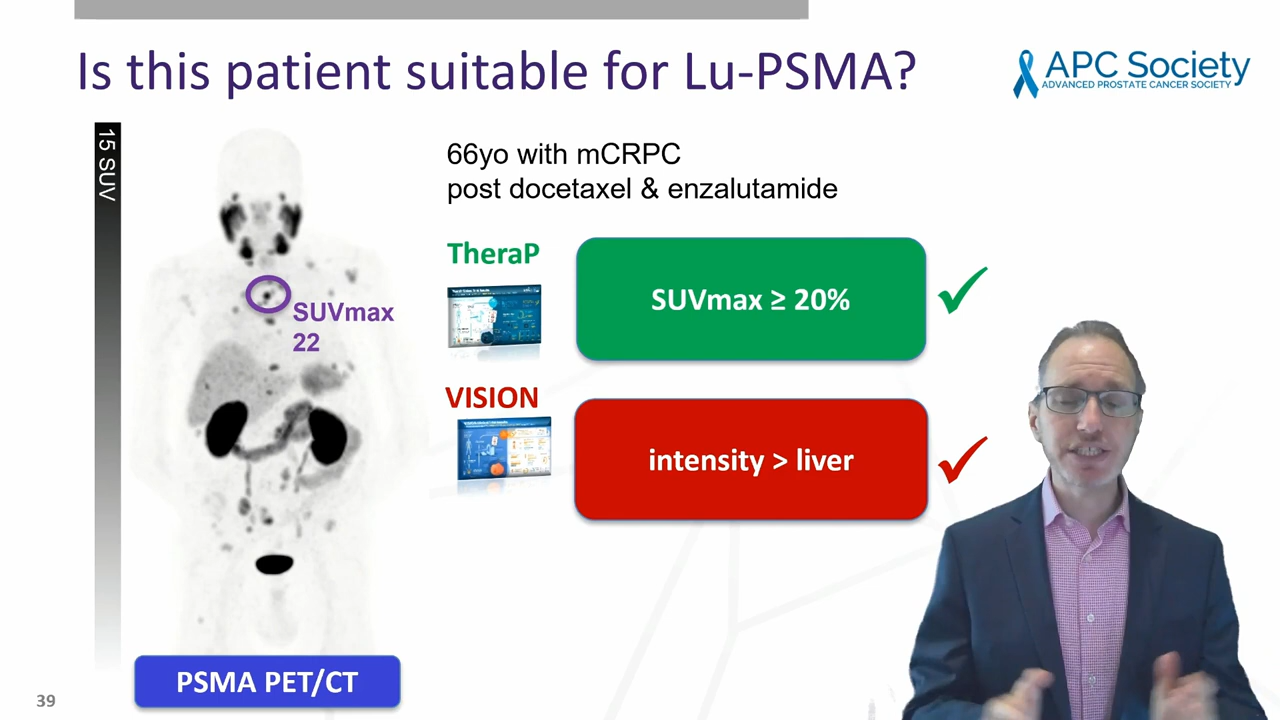 Is this patient suitable for Lu-PSMA?
APC Society
ADVANCED PROSTATE CANCER SOCIETY
15 SUV
66yo with mCRPC
post docetaxel & enzalutamide
TheraP
SUVmax ≥ 20%
SUVmax
22
VISION
intensity > liver
PSMA PET/CT
39